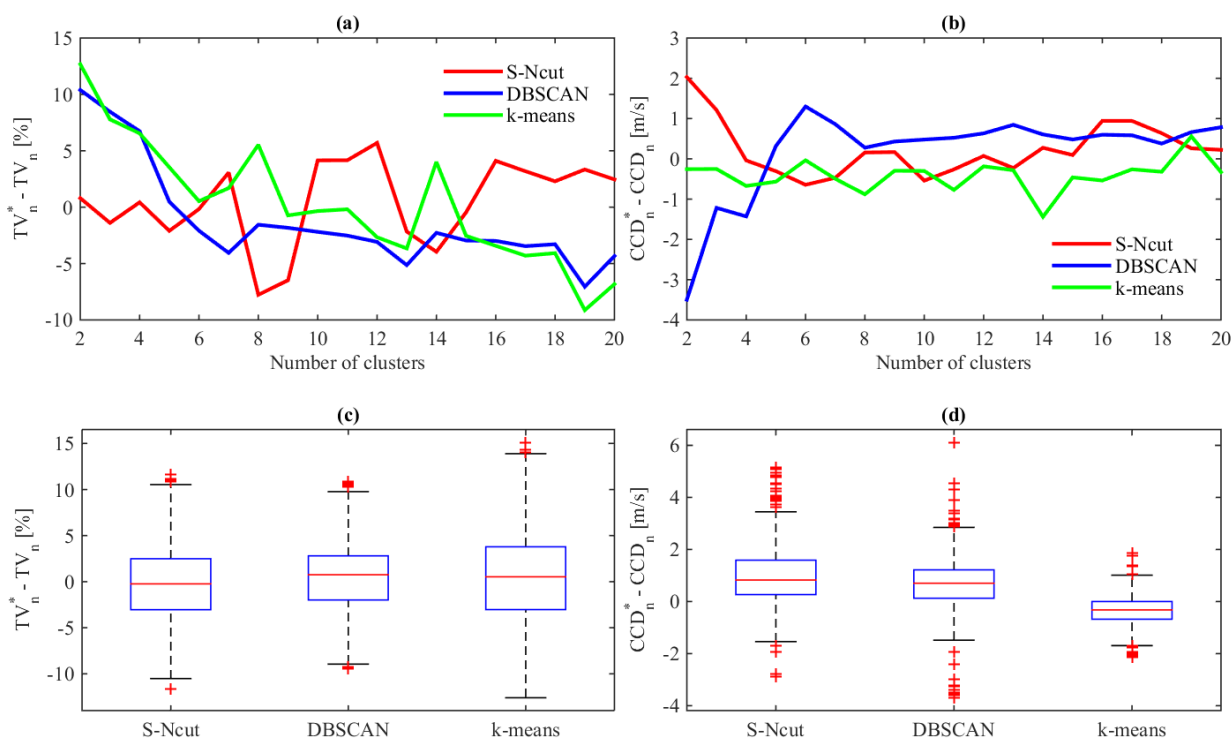 (a)
15
10
5
0
-5
-10
TV*n - TVn [%]
2 4 6 8 10 12 14 16 18 20
Number of clusters
S-Ncut
DBSCAN
k-means
(b)
3
2
1
0
-1
-2
-3
-4
CCD*n - CCDn [m/s]
2 4 6 8 10 12 14 16 18 20
Number of clusters
S-Ncut
DBSCAN
k-means
(c)
15
10
5
0
-5
-10
TV*n - TVn [%]
S-Ncut DBSCAN k-means
(d)
6
4
2
0
-2
-4
CCD*n - CCDn [m/s]
S-Ncut DBSCAN k-means